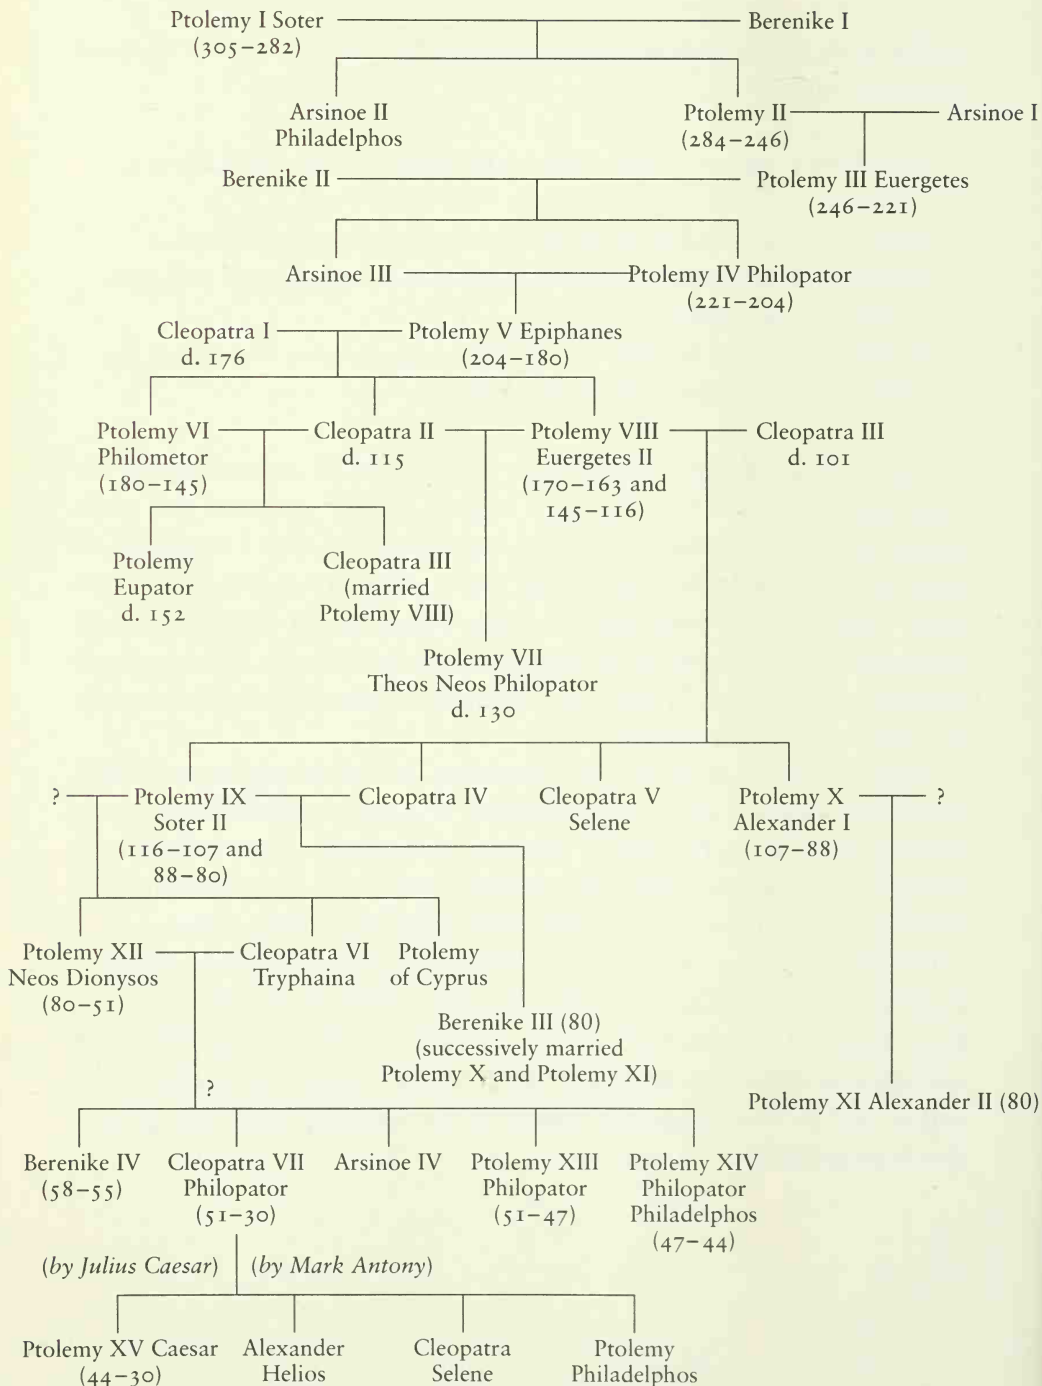 Ptolemy I Soter
(305–282)
Berenike I
Arsinoe II
Philadelphos
Ptolemy II
(284–246)
Arsinoe I
Berenike II
Ptolemy III Euergetes
(246–221)
Arsinoe III
Ptolemy IV Philopator
(221–204)
Cleopatra I
d. 176
Ptolemy V Epiphanes
(204–180)
Ptolemy VI
Philometor
(180–145)
Cleopatra II
d. 115
Ptolemy VIII
Euergetes II
(170–163 and
145–116)
Cleopatra III
d. 101
Ptolemy
Eupator
d. 152
Cleopatra III
(married
Ptolemy VIII)
Ptolemy VII
Theos Neos Philopator
d. 130
?
Ptolemy IX
Soter II
(116–107 and
88–80)
Cleopatra IV
Cleopatra V
Selene
Ptolemy X
Alexander I
(107–88)
?
Ptolemy XII
Neos Dionysos
(80–51)
Cleopatra VI
Tryphaina
Ptolemy
of Cyprus
Berenike III (80)
(successively married
Ptolemy X and Ptolemy XI)
Ptolemy XI Alexander II (80)
?
Berenike IV
(58–55)
Cleopatra VII
Philopator
(51–30)
Arsinoe IV
Ptolemy XIII
Philopator
(51–47)
Ptolemy XIV
Philopator
Philadelphos
(47–44)
(by Julius Caesar)
(by Mark Antony)
Ptolemy XV Caesar
(44–30)
Alexander
Helios
Cleopatra
Selene
Ptolemy
Philadelphos